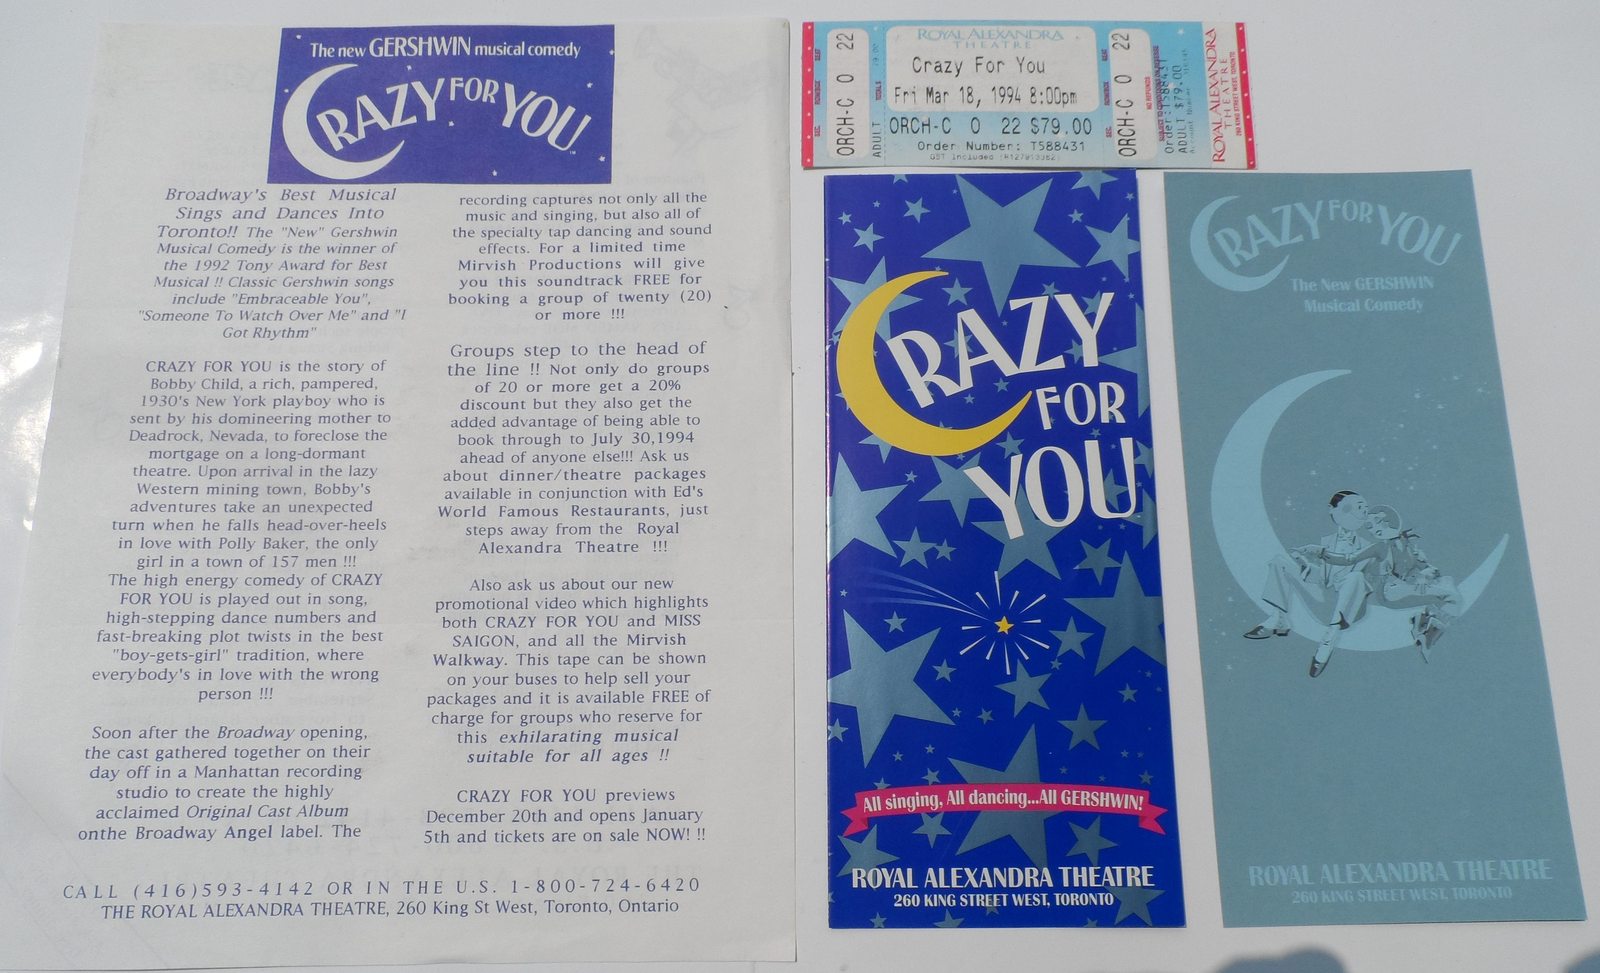 The new GERSHWIN musical comedy
CRAZY FOR YOU
Broadway's Best Musical
Sings and Dances Into
Toronto!! The "New" Gershwin
Musical Comedy is the winner of
the 1992 Tony Award for Best
Musical !! Classic Gershwin songs
include "Embraceable You",
"Someone To Watch Over Me" and "I
Got Rhythm"
CRAZY FOR YOU is the story of
Bobby Child, a rich, pampered,
1930's New York playboy who is
sent by his domineering mother to
Deadrock, Nevada, to foreclose the
mortgage on a long-dormant
theatre. Upon arrival in the lazy
Western mining town, Bobby's
adventures take an unexpected
turn when he falls head-over-heels
in love with Polly Baker, the only
girl in a town of 157 men !!!
The high energy comedy of CRAZY
FOR YOU is played out in song,
high-stepping dance numbers and
fast-breaking plot twists in the best
"boy-gets-girl" tradition, where
everybody's in love with the wrong
person !!!
Soon after the Broadway opening,
the cast gathered together on their
day off in a Manhattan recording
studio to create the highly
acclaimed Original Cast Album
onthe Broadway Angel label. The
recording captures not only all the
music and singing, but also all of
the specialty tap dancing and sound
effects. For a limited time
Mirvish Productions will give
you this soundtrack FREE for
booking a group of twenty (20)
or more !!!
Groups step to the head of
the line !! Not only do groups
of 20 or more get a 20%
discount but they also get the
added advantage of being able to
book through to July 30,1994
ahead of anyone else!!! Ask us
about dinner/theatre packages
available in conjunction with Ed's
World Famous Restaurants, just
steps away from the Royal
Alexandra Theatre !!!
Also ask us about our new
promotional video which highlights
both CRAZY FOR YOU and MISS
SAIGON, and all the Mirvish
Walkway. This tape can be shown
on your buses to help sell your
packages and it is available FREE of
charge for groups who reserve for
this exhilarating musical
suitable for all ages !!
CRAZY FOR YOU previews
December 20th and opens January
5th and tickets are on sale NOW! !!
CALL (416)593-4142 OR IN THE U.S. 1-800-724-6420
THE ROYAL ALEXANDRA THEATRE, 260 King St West, Toronto, Ontario
SEC. ROW/BOX SEAT
ORCH-C O 22
ADULT TOTALS 79.00
ROYAL ALEXANDRA
THEATRE
Crazy For You
Fri Mar 18, 1994 8:00pm
ORCH-C O 22 $79.00
Order Number: T588431
GST Included
SEC. ROW/BOX SEAT
ORCH-C O 22
NO REFUNDS
Order:T588431
ADULT $79.00
ROYAL ALEXANDRA
THEATRE
260 KING STREET WEST, TORONTO
CRAZY
FOR
YOU
All singing, All dancing...All GERSHWIN!
ROYAL ALEXANDRA THEATRE
260 KING STREET WEST, TORONTO
CRAZY FOR YOU
The New GERSHWIN
Musical Comedy
ROYAL ALEXANDRA THEATRE
260 KING STREET WEST, TORONTO